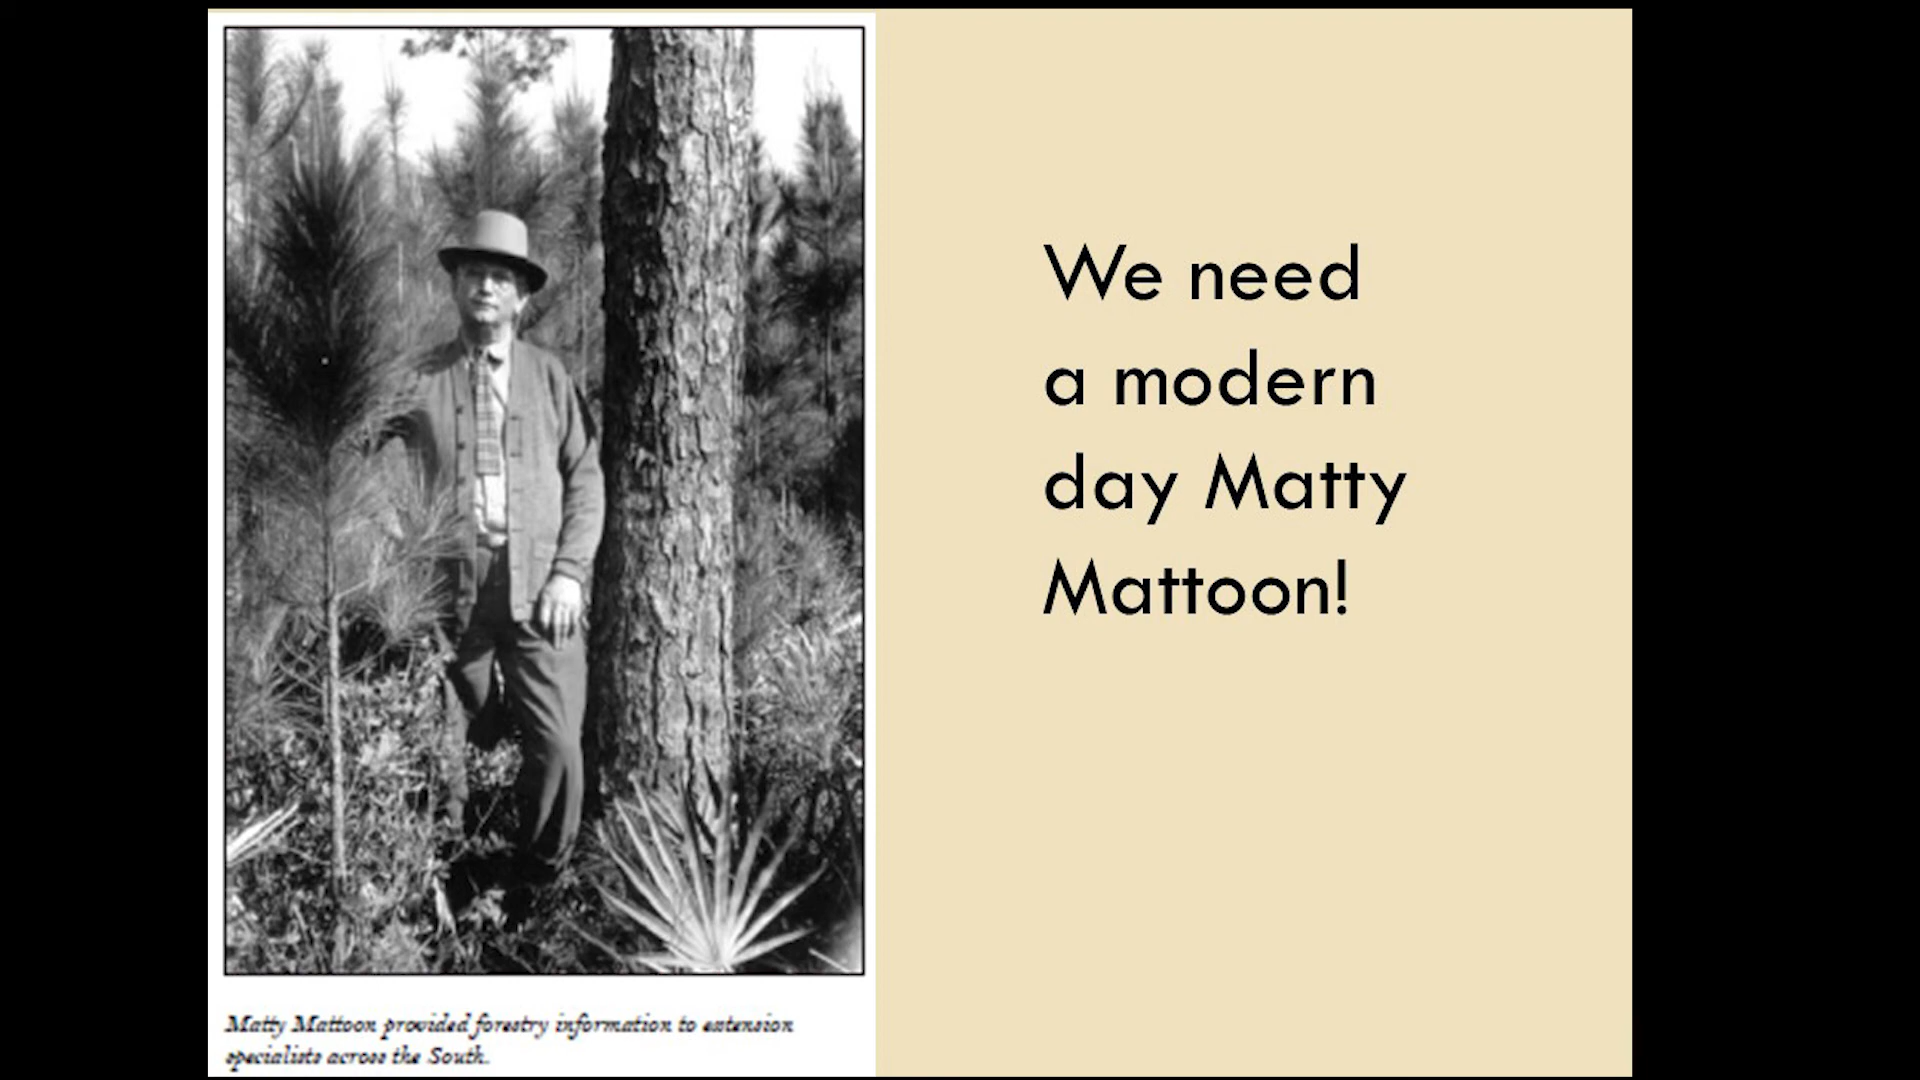 We need
a modern
day Matty
Mattoon!
Matty Mattoon provided forestry information to extension
specialists across the South.